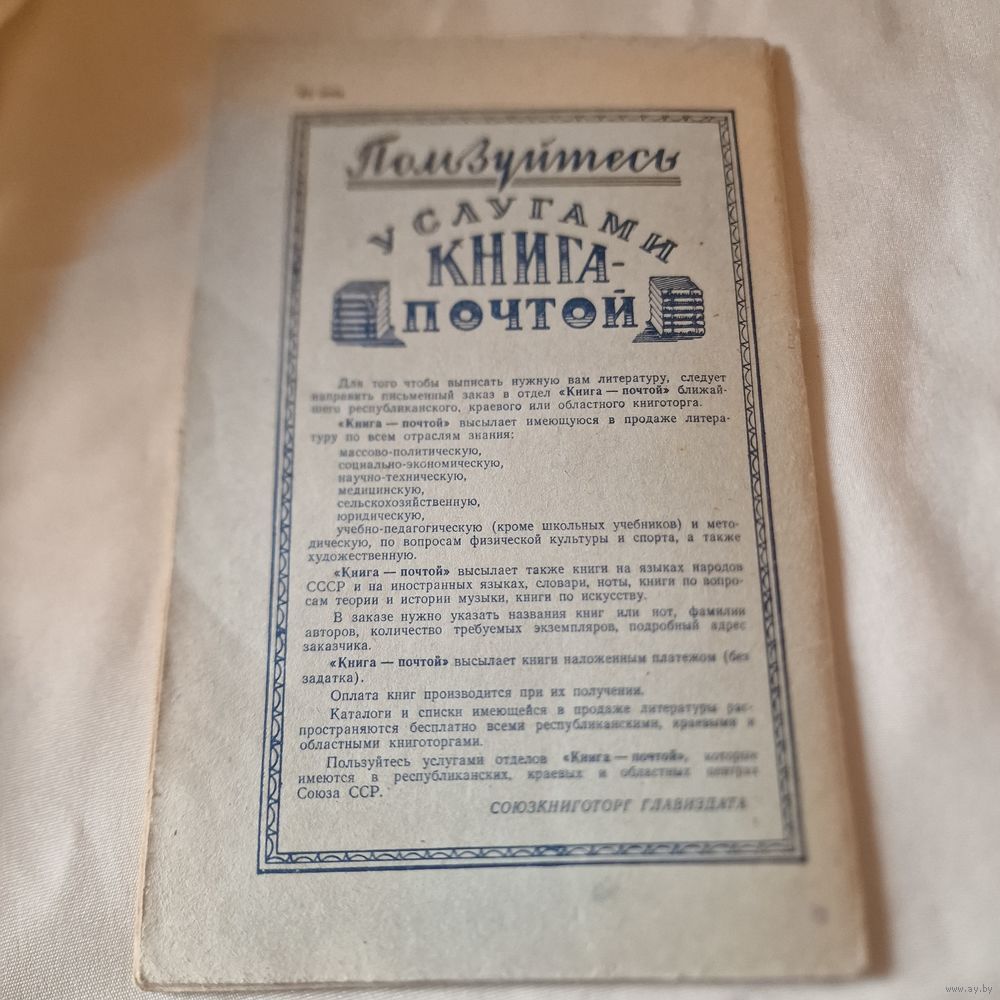 Пользуйтесь
УСЛУГАМИ
КНИГА-
ПОЧТОЙ
Для того чтобы выписать нужную вам литературу, следует
направить письменный заказ в отдел «Книга — почтой» ближай-
шего республиканского, краевого или областного книготорга.
«Книга — почтой» высылает имеющуюся в продаже литера-
туру по всем отраслям знания:
массово-политическую,
социально-экономическую,
научно-техническую,
медицинскую,
сельскохозяйственную,
юридическую,
учебно-педагогическую (кроме школьных учебников) и мето-
дическую, по вопросам физической культуры и спорта, а также
художественную.
«Книга — почтой» высылает также книги на языках народов
СССР и на иностранных языках, словари, ноты, книги по вопро-
сам теории и истории музыки, книги по искусству.
В заказе нужно указать названия книг или нот, фамилии
авторов, количество требуемых экземпляров, подробный адрес
заказчика.
«Книга — почтой» высылает книги наложенным платежом (без
задатка).
Оплата книг производится при их получении.
Каталоги и списки имеющейся в продаже литературы рас-
пространяются бесплатно всеми республиканскими, краевыми и
областными книготоргами.
Пользуйтесь услугами отделов «Книга — почтой», которые
имеются в республиканских, краевых и областных центрах
Союза ССР.
СОЮЗКНИГОТОРГ ГЛАВИЗДАТА
www.ay.by